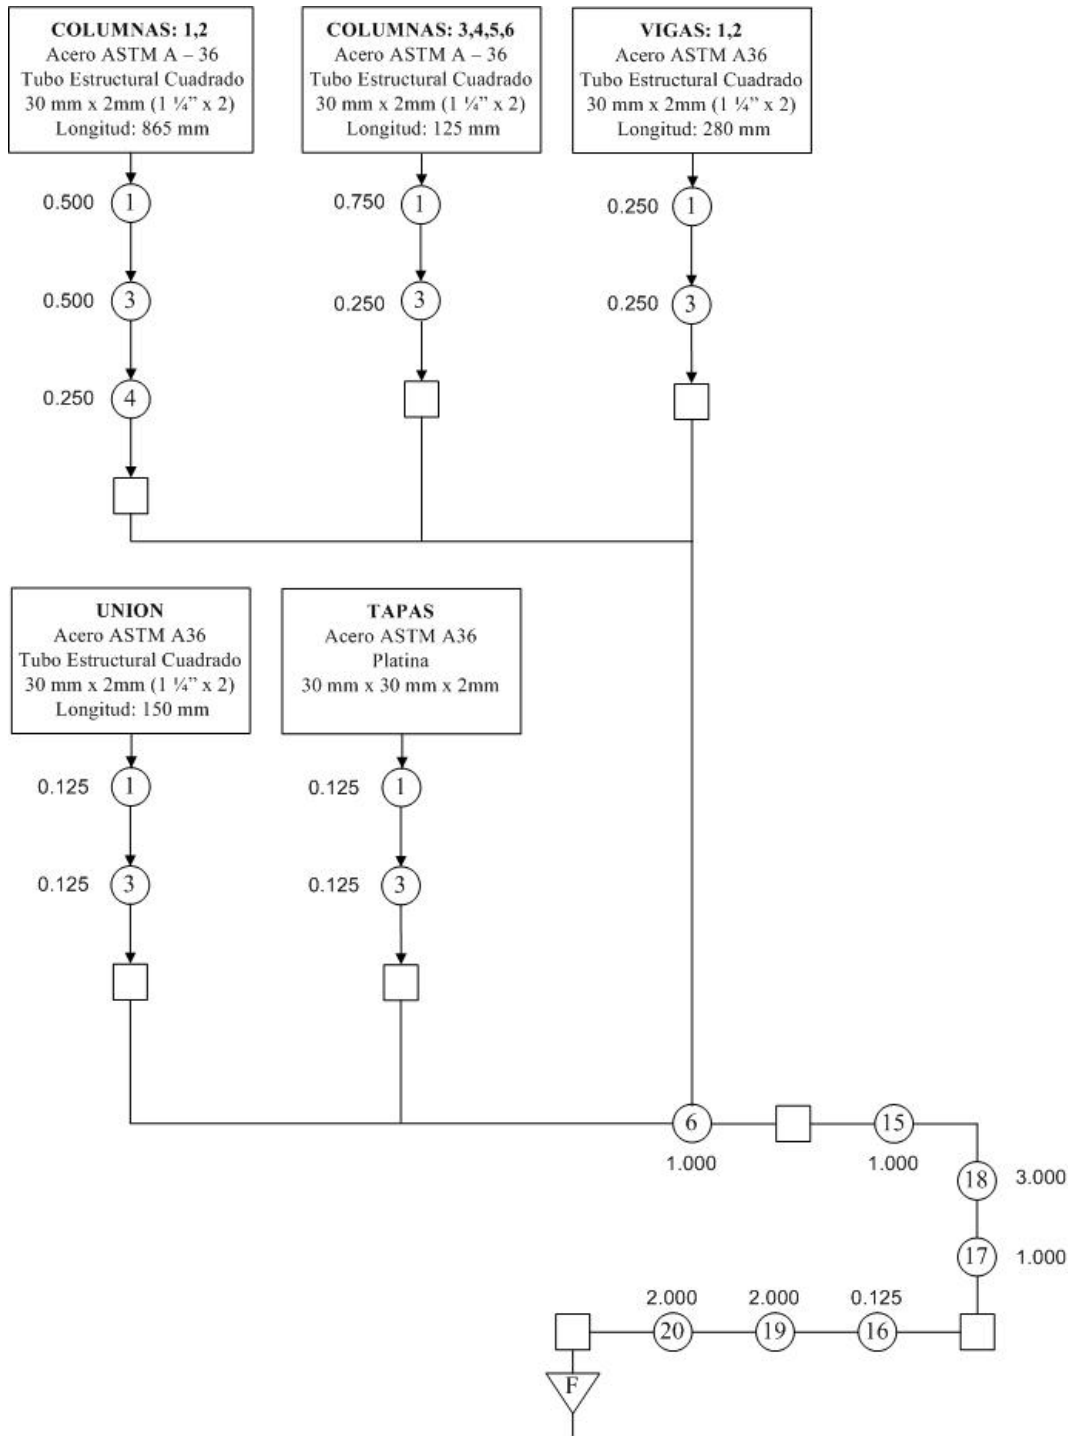 COLUMNAS: 1,2
Acero ASTM A – 36
Tubo Estructural Cuadrado
30 mm x 2mm (1 ¼” x 2)
Longitud: 865 mm
COLUMNAS: 3,4,5,6
Acero ASTM A – 36
Tubo Estructural Cuadrado
30 mm x 2mm (1 ¼” x 2)
Longitud: 125 mm
VIGAS: 1,2
Acero ASTM A36
Tubo Estructural Cuadrado
30 mm x 2mm (1 ¼” x 2)
Longitud: 280 mm
0.500 1
0.750 1
0.250 1
0.500 3
0.250 3
0.250 3
0.250 4
UNION
Acero ASTM A36
Tubo Estructural Cuadrado
30 mm x 2mm (1 ¼” x 2)
Longitud: 150 mm
TAPAS
Acero ASTM A36
Platina
30 mm x 30 mm x 2mm
0.125 1
0.125 1
0.125 3
0.125 3
6
15
1.000
1.000
18 3.000
17 1.000
2.000
2.000
0.125
20
19
16
F